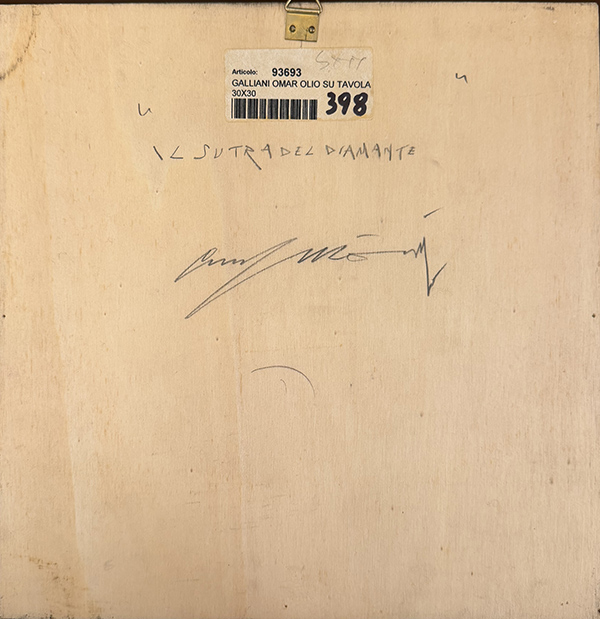 Articolo: 93693
GALLIANI OMAR OLIO SU TAVOLA
30X30
398
" IL SUTRA DEL DIAMANTE "